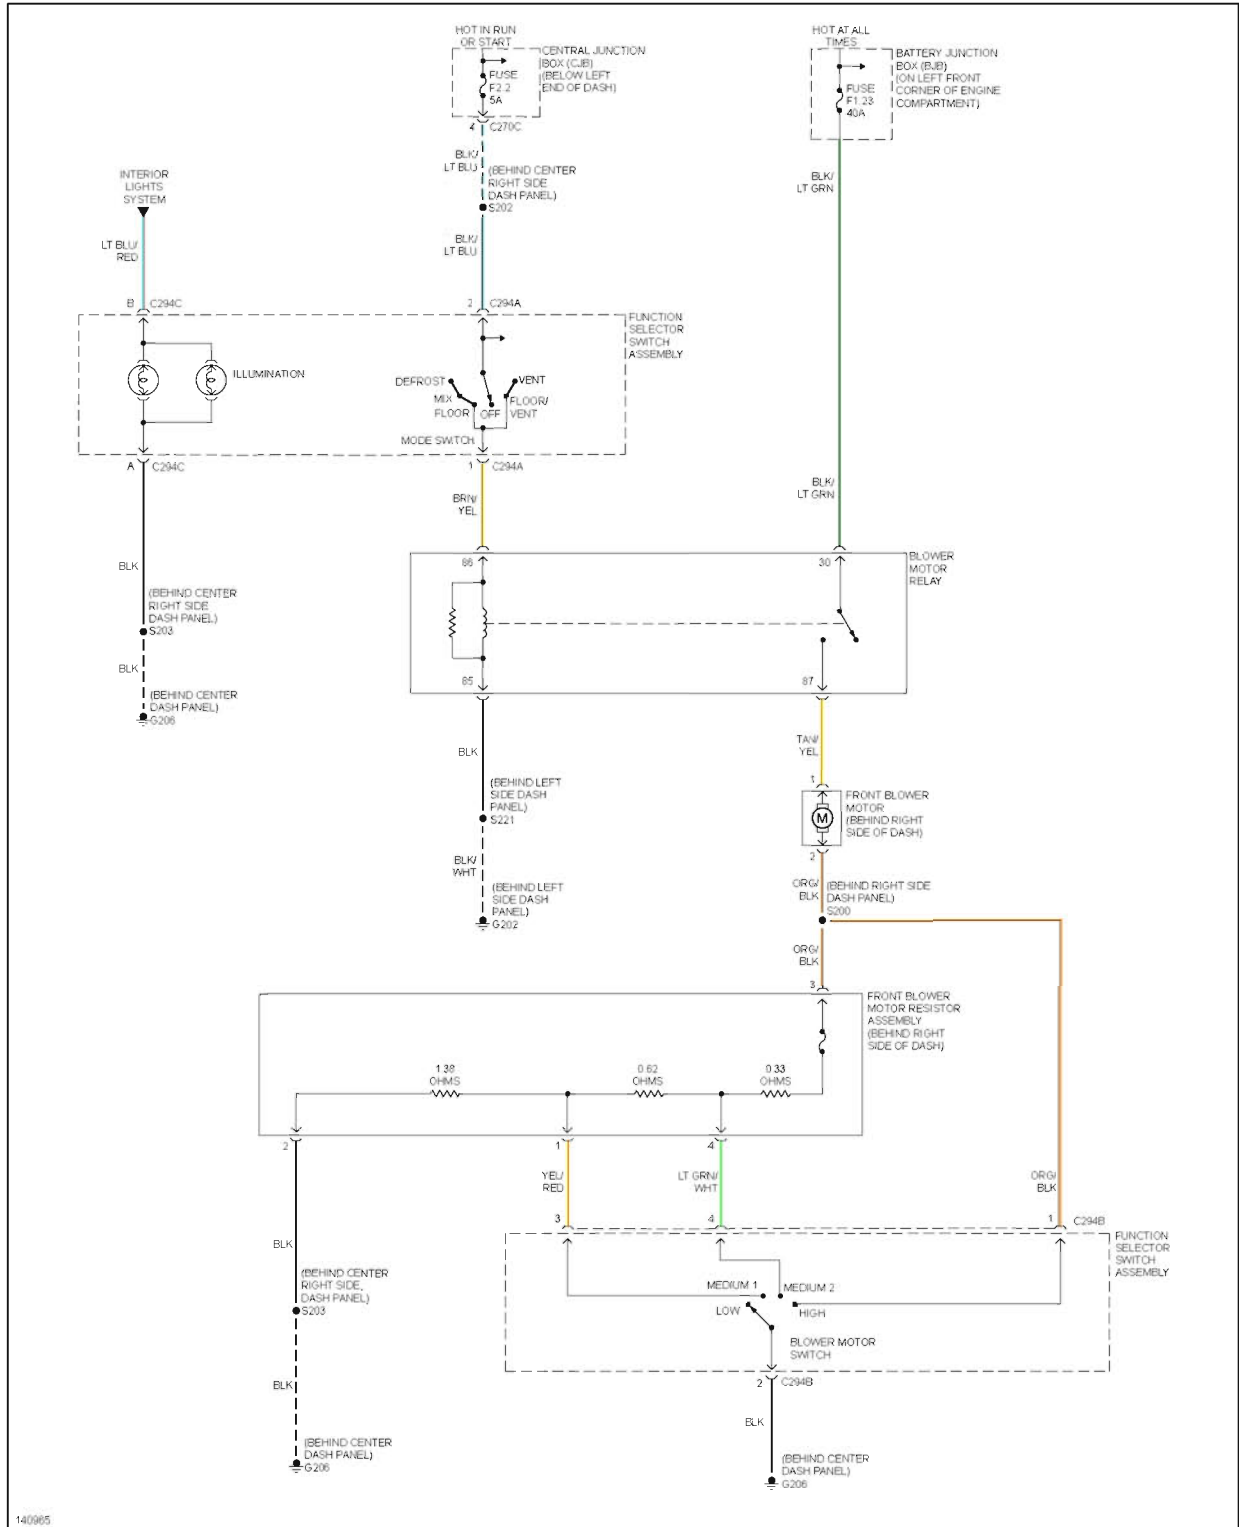 HOT IN RUN
OR START
CENTRAL JUNCTION
BOX (CJB)
(BELOW LEFT
END OF DASH)
FUSE
F2.2
5A
4 C270C
HOT AT ALL
TIMES
BATTERY JUNCTION
BOX (BJB)
(ON LEFT FRONT
CORNER OF ENGINE
COMPARTMENT)
FUSE
F1.23
40A
BLK/
LT BLU
(BEHIND CENTER
RIGHT SIDE
DASH PANEL)
S202
BLK/
LT GRN
INTERIOR
LIGHTS
SYSTEM
LT BLU/
RED
BLK/
LT BLU
B C294C
2 C294A
FUNCTION
SELECTOR
SWITCH
ASSEMBLY
ILLUMINATION
DEFROST
VENT
MIX
FLOOR/
FLOOR OFF VENT
MODE SWITCH
A C294C
1 C294A
BRN/
YEL
BLK/
LT GRN
86
30
BLOWER
MOTOR
RELAY
BLK
(BEHIND CENTER
RIGHT SIDE
DASH PANEL)
S203
BLK
(BEHIND CENTER
DASH PANEL)
G206
85
87
BLK
TAN/
YEL
(BEHIND LEFT
SIDE DASH
PANEL)
S221
1
FRONT BLOWER
MOTOR
(BEHIND RIGHT
SIDE OF DASH)
M
2
BLK/
WHT
(BEHIND LEFT
SIDE DASH
PANEL)
G202
ORG/
BLK
(BEHIND RIGHT SIDE
DASH PANEL)
S200
ORG/
BLK
3
FRONT BLOWER
MOTOR RESISTOR
ASSEMBLY
(BEHIND RIGHT
SIDE OF DASH)
1.38
OHMS
0.62
OHMS
0.33
OHMS
2
1
4
YEL/
RED
LT GRN/
WHT
ORG/
BLK
3
4
1 C294B
FUNCTION
SELECTOR
SWITCH
ASSEMBLY
BLK
(BEHIND CENTER
RIGHT SIDE,
DASH PANEL)
S203
MEDIUM 1
MEDIUM 2
LOW
HIGH
BLOWER MOTOR
SWITCH
2 C294B
BLK
BLK
(BEHIND CENTER
DASH PANEL)
G206
(BEHIND CENTER
DASH PANEL)
G206
140965